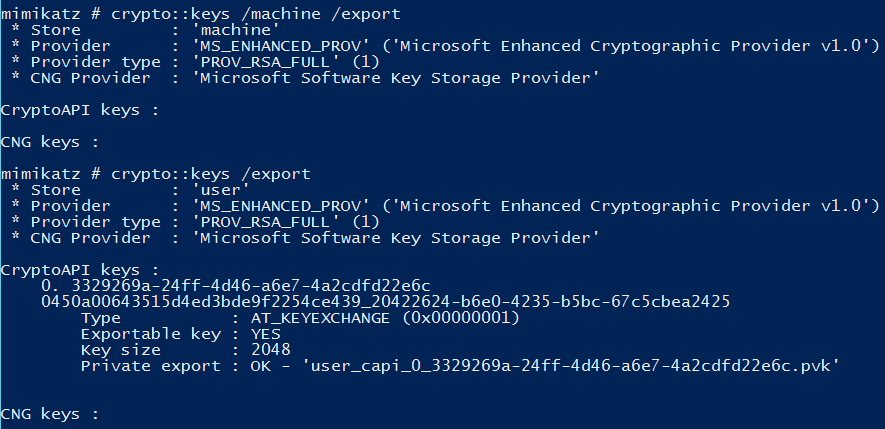 mimikatz # crypto::keys /machine /export
 * Store         : 'machine'
 * Provider      : 'MS_ENHANCED_PROV' ('Microsoft Enhanced Cryptographic Provider v1.0')
 * Provider type : 'PROV_RSA_FULL' (1)
 * CNG Provider  : 'Microsoft Software Key Storage Provider'

CryptoAPI keys :

CNG keys :

mimikatz # crypto::keys /export
 * Store         : 'user'
 * Provider      : 'MS_ENHANCED_PROV' ('Microsoft Enhanced Cryptographic Provider v1.0')
 * Provider type : 'PROV_RSA_FULL' (1)
 * CNG Provider  : 'Microsoft Software Key Storage Provider'

CryptoAPI keys :
    0. 3329269a-24ff-4d46-a6e7-4a2cdfd22e6c
    0450a00643515d4ed3bde9f2254ce439_20422624-b6e0-4235-b5bc-67c5cbea2425
        Type           : AT_KEYEXCHANGE (0x00000001)
        Exportable key : YES
        Key size       : 2048
        Private export : OK - 'user_capi_0_3329269a-24ff-4d46-a6e7-4a2cdfd22e6c.pvk'

CNG keys :